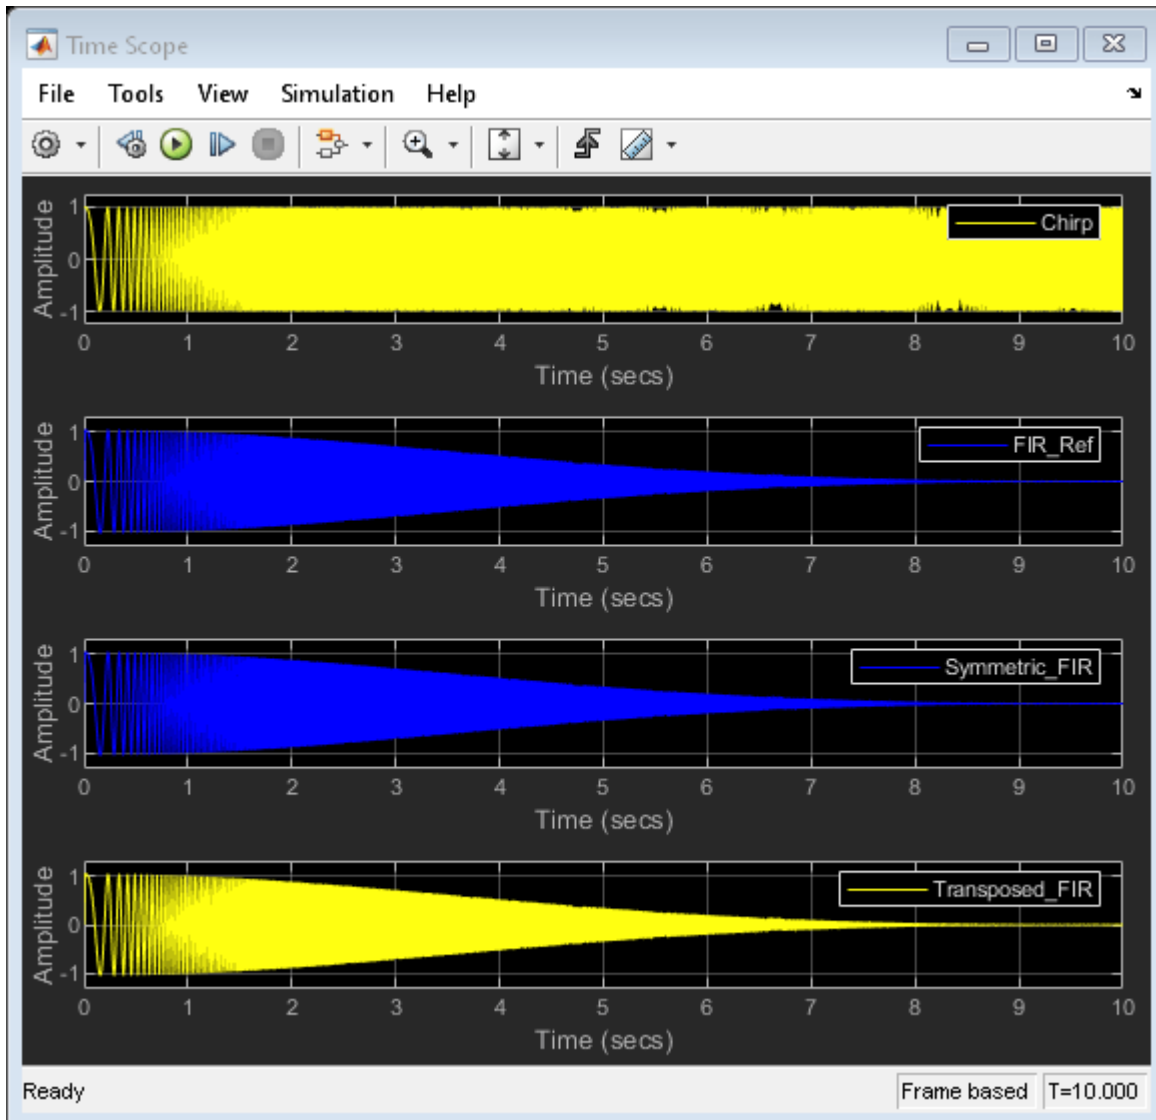 Time Scope
File Tools View Simulation Help
Chirp
Amplitude
1
0
-1
0 1 2 3 4 5 6 7 8 9 10
Time (secs)
FIR_Ref
Amplitude
1
0
-1
0 1 2 3 4 5 6 7 8 9 10
Time (secs)
Symmetric_FIR
Amplitude
1
0
-1
0 1 2 3 4 5 6 7 8 9 10
Time (secs)
Transposed_FIR
Amplitude
1
0
-1
0 1 2 3 4 5 6 7 8 9 10
Time (secs)
Ready Frame based T=10.000